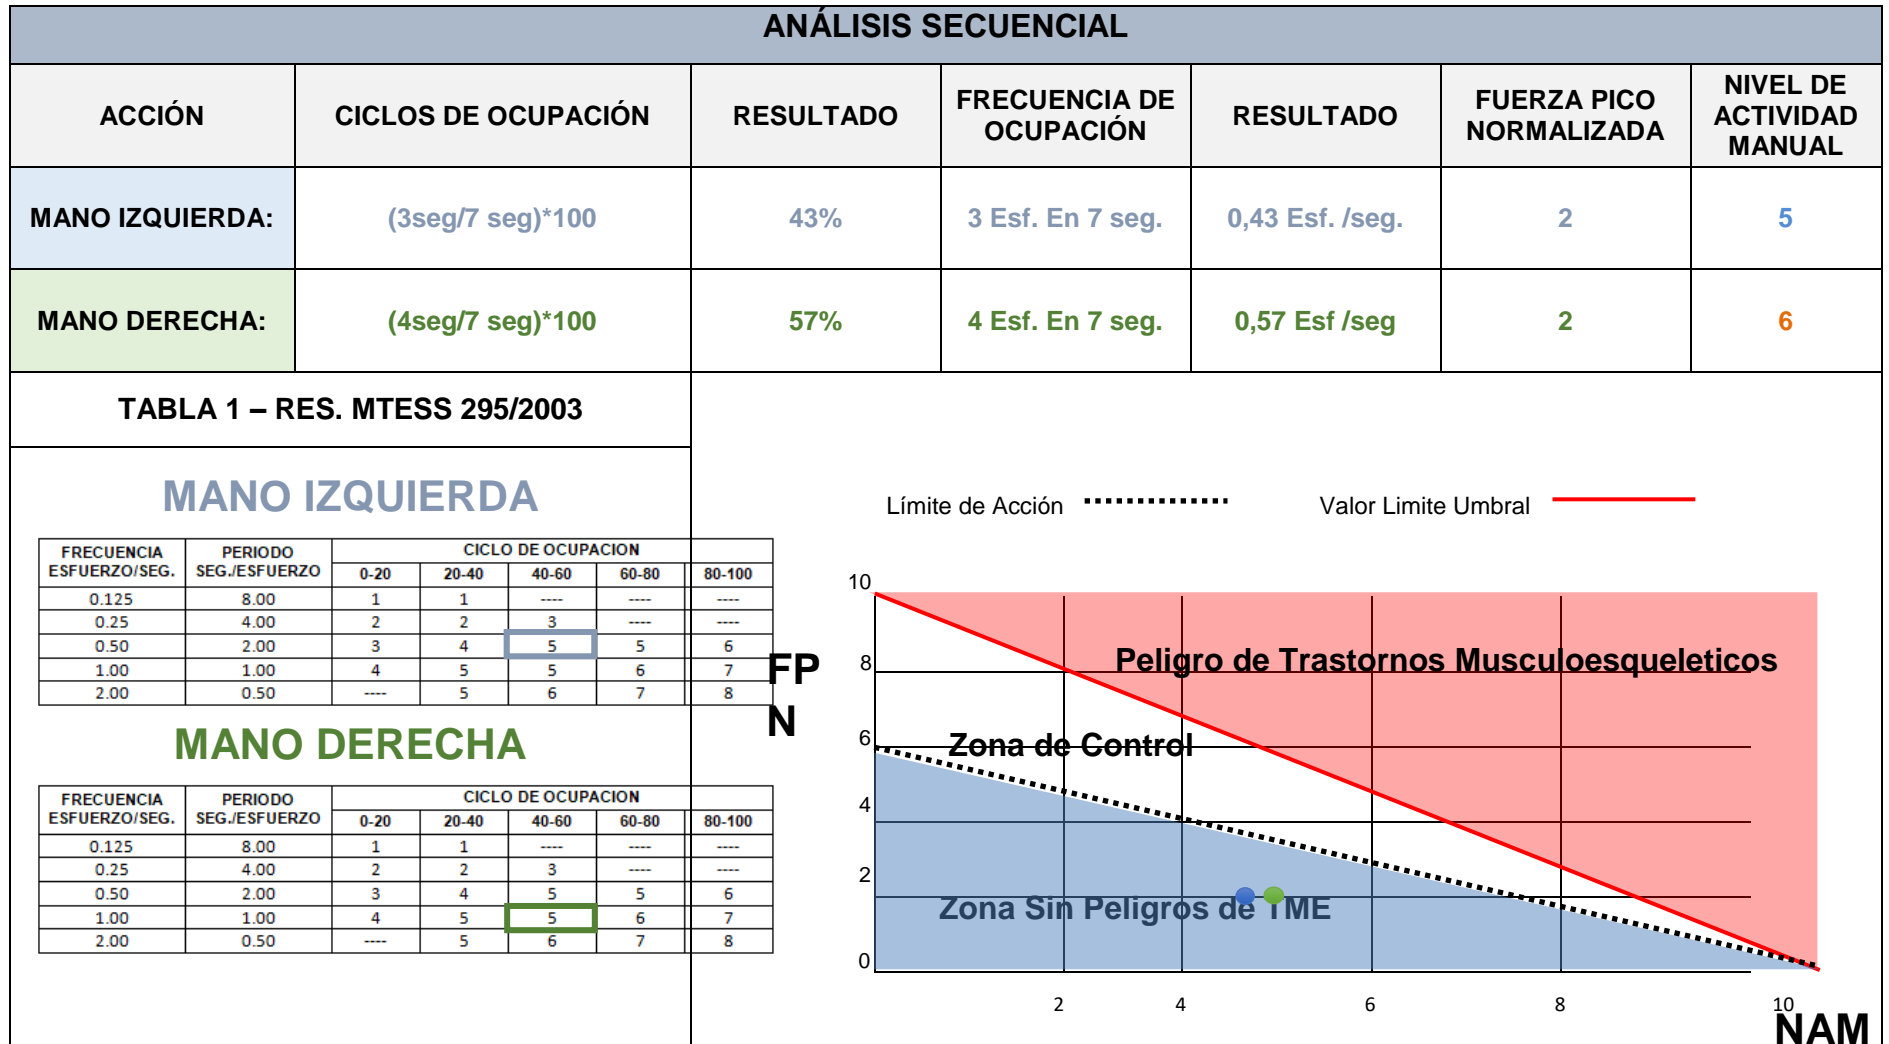 ANÁLISIS SECUENCIAL
ACCIÓN CICLOS DE OCUPACIÓN RESULTADO FRECUENCIA DE OCUPACIÓN RESULTADO FUERZA PICO NORMALIZADA NIVEL DE ACTIVIDAD MANUAL
MANO IZQUIERDA: (3seg/7 seg)*100 43% 3 Esf. En 7 seg. 0,43 Esf. /seg. 2 5
MANO DERECHA: (4seg/7 seg)*100 57% 4 Esf. En 7 seg. 0,57 Esf /seg 2 6
TABLA 1 – RES. MTESS 295/2003
MANO IZQUIERDA
FRECUENCIA ESFUERZO/SEG. PERIODO SEG./ESFUERZO CICLO DE OCUPACION
0-20 20-40 40-60 60-80 80-100
0.125 8.00 1 1 ---- ---- ----
0.25 4.00 2 2 3 ---- ----
0.50 2.00 3 4 5 5 6
1.00 1.00 4 5 5 6 7
2.00 0.50 ---- 5 6 7 8
MANO DERECHA
FRECUENCIA ESFUERZO/SEG. PERIODO SEG./ESFUERZO CICLO DE OCUPACION
0-20 20-40 40-60 60-80 80-100
0.125 8.00 1 1 ---- ---- ----
0.25 4.00 2 2 3 ---- ----
0.50 2.00 3 4 5 5 6
1.00 1.00 4 5 5 6 7
2.00 0.50 ---- 5 6 7 8
Límite de Acción Valor Limite Umbral
10
8
6
4
2
0
FP
N
Peligro de Trastornos Musculoesqueleticos
Zona de Control
Zona Sin Peligros de TME
2 4 6 8 10
NAM